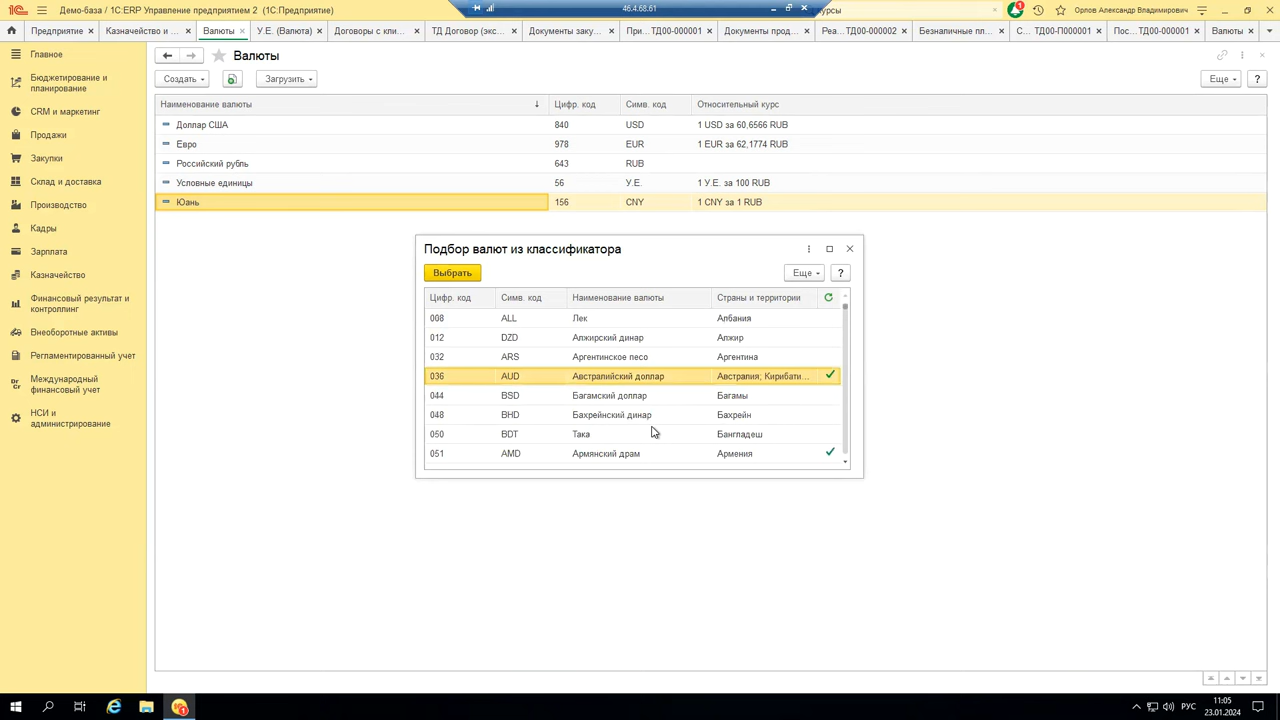 Демо-база / 1С:ERP Управление предприятием 2 (1С:Предприятие)
46.4.68.61
курсы
Орлов Александр Владимирович
Предприятие
Казначейство и ...
Валюты
У.Е. (Валюта)
Договоры с кли...
ТД Договор (экс...
Документы заку...
При...ТД00-000001
Документы прод...
Реа...ТД00-000002
Безналичные пл...
С... ТД00-П000001
Пос...ТД00-000001
Валюты
Главное
Бюджетирование и
планирование
CRM и маркетинг
Продажи
Закупки
Склад и доставка
Производство
Кадры
Зарплата
Казначейство
Финансовый результат и
контроллинг
Внеоборотные активы
Регламентированный учет
Международный
финансовый учет
НСИ и
администрирование
Валюты
Создать
Загрузить
Еще
?
Наименование валюты
Цифр. код
Симв. код
Относительный курс
Доллар США 840 USD 1 USD за 60,6566 RUB
Евро 978 EUR 1 EUR за 62,1774 RUB
Российский рубль 643 RUB
Условные единицы 56 У.Е. 1 У.Е. за 100 RUB
Юань 156 CNY 1 CNY за 1 RUB
Подбор валют из классификатора
Выбрать
Еще
?
Цифр. код Симв. код Наименование валюты Страны и территории
008 ALL Лек Албания
012 DZD Алжирский динар Алжир
032 ARS Аргентинское песо Аргентина
036 AUD Австралийский доллар Австралия; Кирибати...
044 BSD Багамский доллар Багамы
048 BHD Бахрейнский динар Бахрейн
050 BDT Така Бангладеш
051 AMD Армянский драм Армения
РУС
11:05
23.01.2024